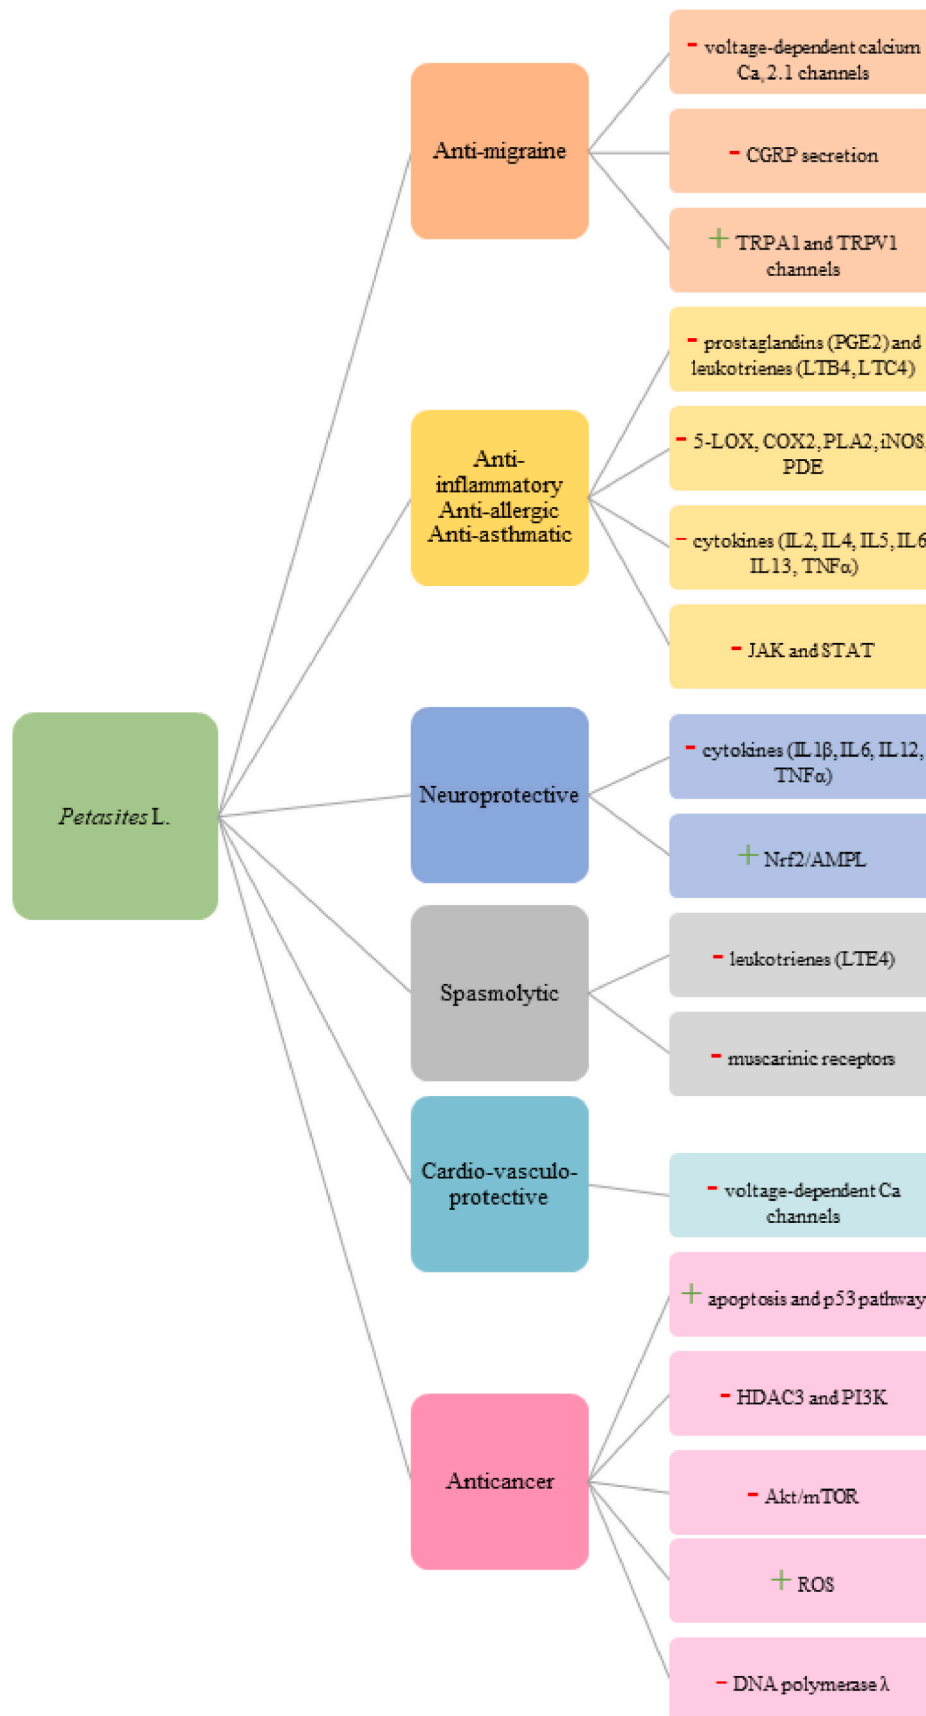 - voltage-dependent calcium
Ca, 2.1 channels
Anti-migraine
- CGRP secretion
+ TRPA1 and TRPV1
channels
- prostaglandins (PGE2) and
leukotrienes (LTB4, LTC4)
Anti-
inflammatory
Anti-allergic
Anti-asthmatic
- 5-LOX, COX2, PLA2, iNOS,
PDE
- cytokines (IL2, IL4, IL5, IL6
IL13, TNFα)
- JAK and STAT
Petasites L.
Neuroprotective
- cytokines (IL1β, IL6, IL12,
TNFα)
+ Nrf2/AMPL
Spasmolytic
- leukotrienes (LTE4)
- muscarinic receptors
Cardio-vasculo-
protective
- voltage-dependent Ca
channels
Anticancer
+ apoptosis and p53 pathway
- HDAC3 and PI3K
- Akt/mTOR
+ ROS
- DNA polymerase λ